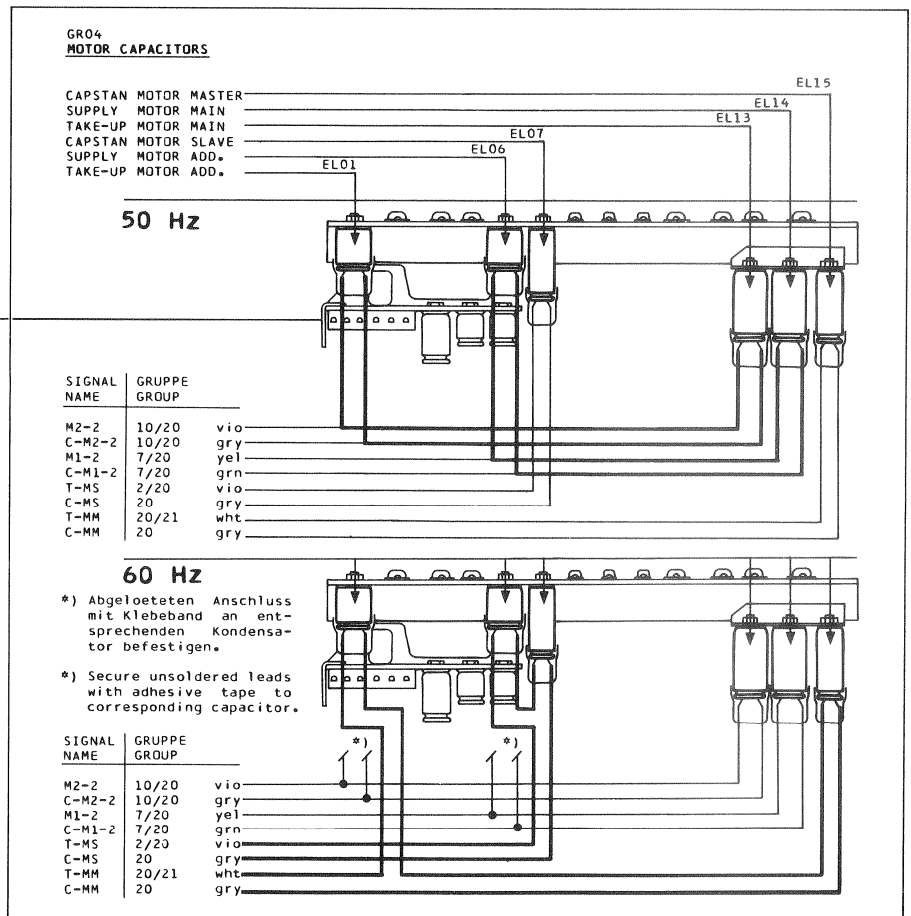 GR04
MOTOR CAPACITORS
CAPSTAN MOTOR MASTER
SUPPLY MOTOR MAIN
TAKE-UP MOTOR MAIN
CAPSTAN MOTOR SLAVE
SUPPLY MOTOR ADD.
TAKE-UP MOTOR ADD.
EL15
EL14
EL13
EL07
EL06
EL01
50 Hz
SIGNAL NAME GRUPPE GROUP
M2-2 10/20 vio
C-M2-2 10/20 gry
M1-2 7/20 yel
C-M1-2 7/20 grn
T-MS 2/20 vio
C-MS 20 gry
T-MM 20/21 wht
C-MM 20 gry
60 Hz
*) Abgeloeteten Anschluss
mit Klebeband an ent-
sprechenden Kondensa-
tor befestigen.
*) Secure unsoldered leads
with adhesive tape to
corresponding capacitor.
*)
*)
SIGNAL NAME GRUPPE GROUP
M2-2 10/20 vio
C-M2-2 10/20 gry
M1-2 7/20 yel
C-M1-2 7/20 grn
T-MS 2/20 vio
C-MS 20 gry
T-MM 20/21 wht
C-MM 20 gry